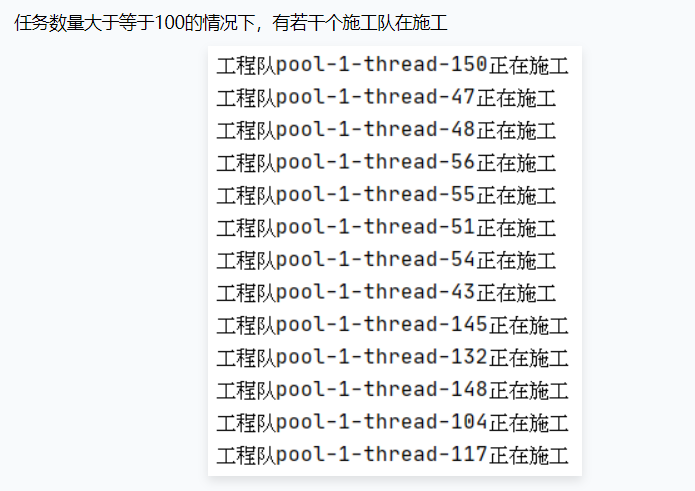 任务数量大于等于100的情况下，有若干个施工队在施工
工程队pool-1-thread-150正在施工
工程队pool-1-thread-47正在施工
工程队pool-1-thread-48正在施工
工程队pool-1-thread-56正在施工
工程队pool-1-thread-55正在施工
工程队pool-1-thread-51正在施工
工程队pool-1-thread-54正在施工
工程队pool-1-thread-43正在施工
工程队pool-1-thread-145正在施工
工程队pool-1-thread-132正在施工
工程队pool-1-thread-148正在施工
工程队pool-1-thread-104正在施工
工程队pool-1-thread-117正在施工